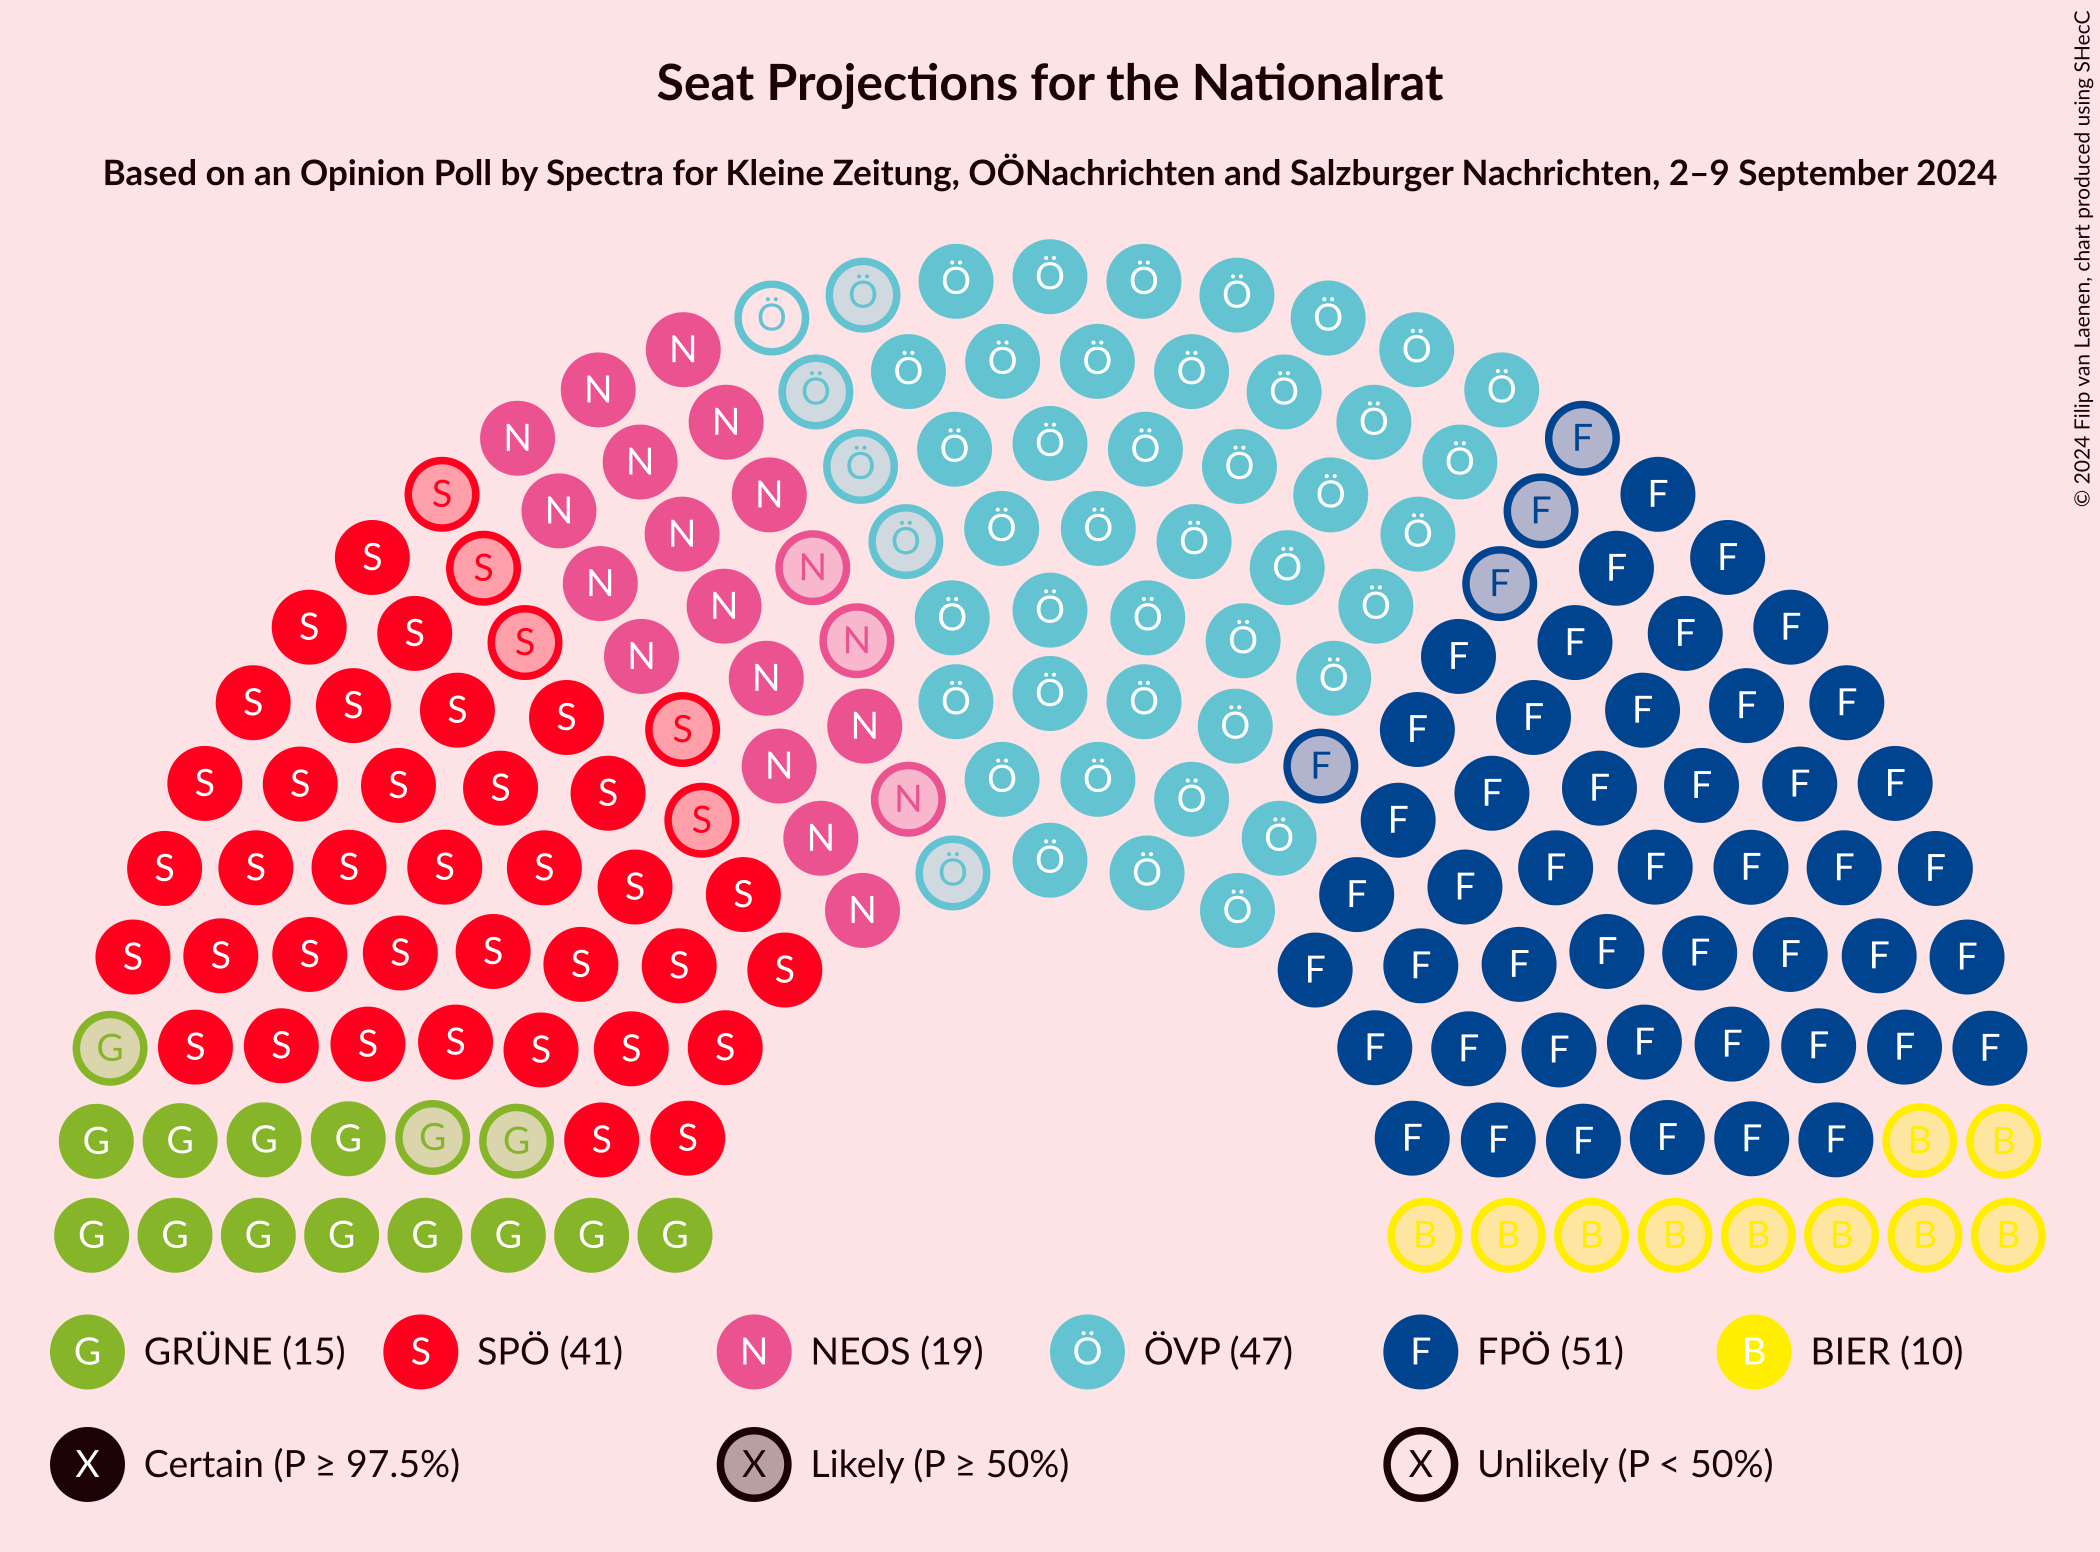 Seat Projections for the Nationalrat
Based on an Opinion Poll by Spectra for Kleine Zeitung, OÖNachrichten and Salzburger Nachrichten, 2–9 September 2024
© 2024 Filip van Laenen, chart produced using SHecC
Ö Ö Ö Ö Ö Ö Ö Ö Ö
N N N Ö Ö Ö Ö Ö Ö Ö Ö F
S N N N Ö Ö Ö Ö Ö Ö Ö F F
S S N N N Ö Ö Ö Ö Ö Ö F F F
S S S N N N Ö Ö Ö Ö Ö F F F F
S S S S S N N N Ö Ö Ö Ö F F F F F F
S S S S S S N N Ö Ö Ö Ö F F F F F F F
S S S S S S S N Ö Ö Ö Ö F F F F F F F
S S S S S S S S F F F F F F F F
G S S S S S S S F F F F F F F F
G G G G G G S S F F F F F F B B
G G G G G G G G B B B B B B B B
G GRÜNE (15) S SPÖ (41) N NEOS (19) Ö ÖVP (47) F FPÖ (51) B BIER (10)
X Certain (P ≥ 97.5%) X Likely (P ≥ 50%) X Unlikely (P < 50%)